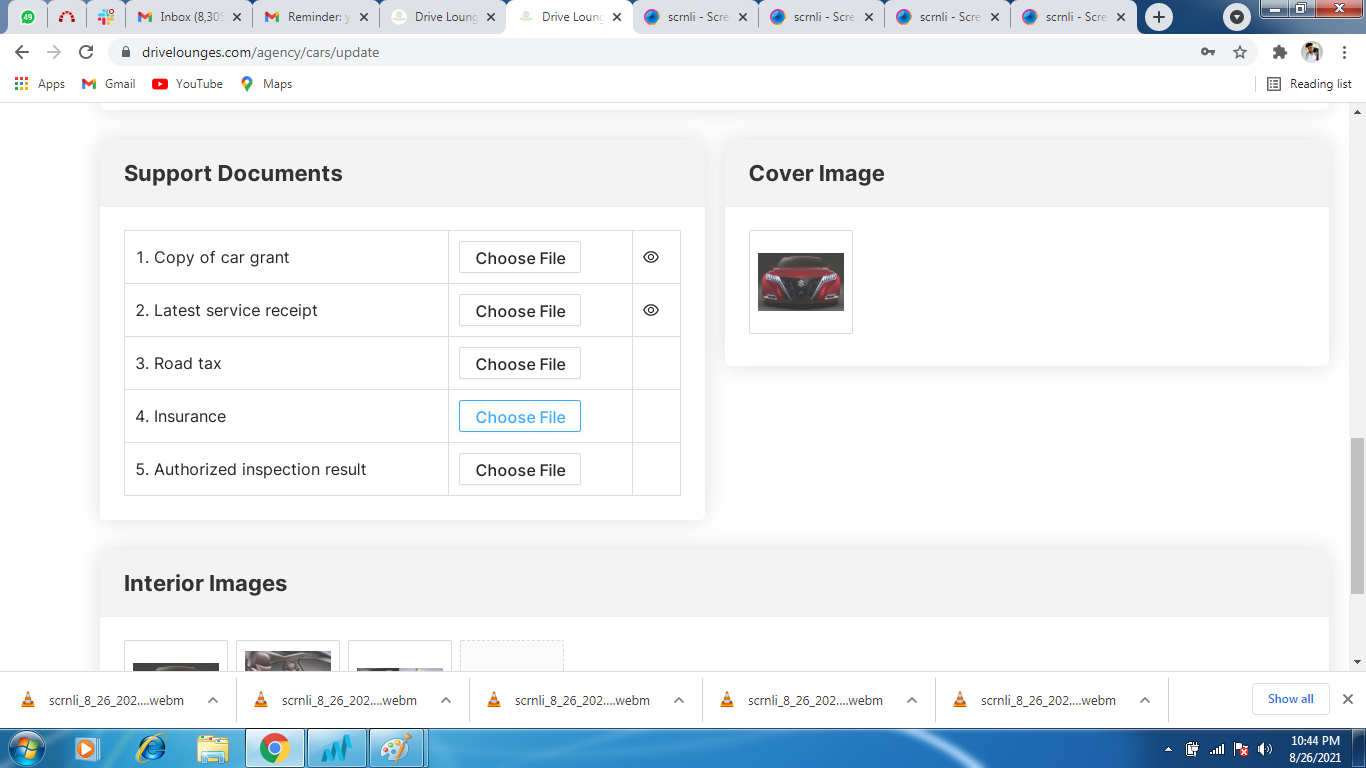 49
Inbox (8,305
Reminder: y
Drive Loung
Drive Loung
scrnli - Scre
scrnli - Scre
scrnli - Scre
scrnli - Scre
drivelounges.com/agency/cars/update
Apps
Gmail
YouTube
Maps
Reading list
Support Documents
Cover Image
1. Copy of car grant
Choose File
2. Latest service receipt
Choose File
3. Road tax
Choose File
4. Insurance
Choose File
5. Authorized inspection result
Choose File
Interior Images
scrnli_8_26_202....webm
scrnli_8_26_202....webm
scrnli_8_26_202....webm
scrnli_8_26_202....webm
scrnli_8_26_202....webm
Show all
10:44 PM
8/26/2021